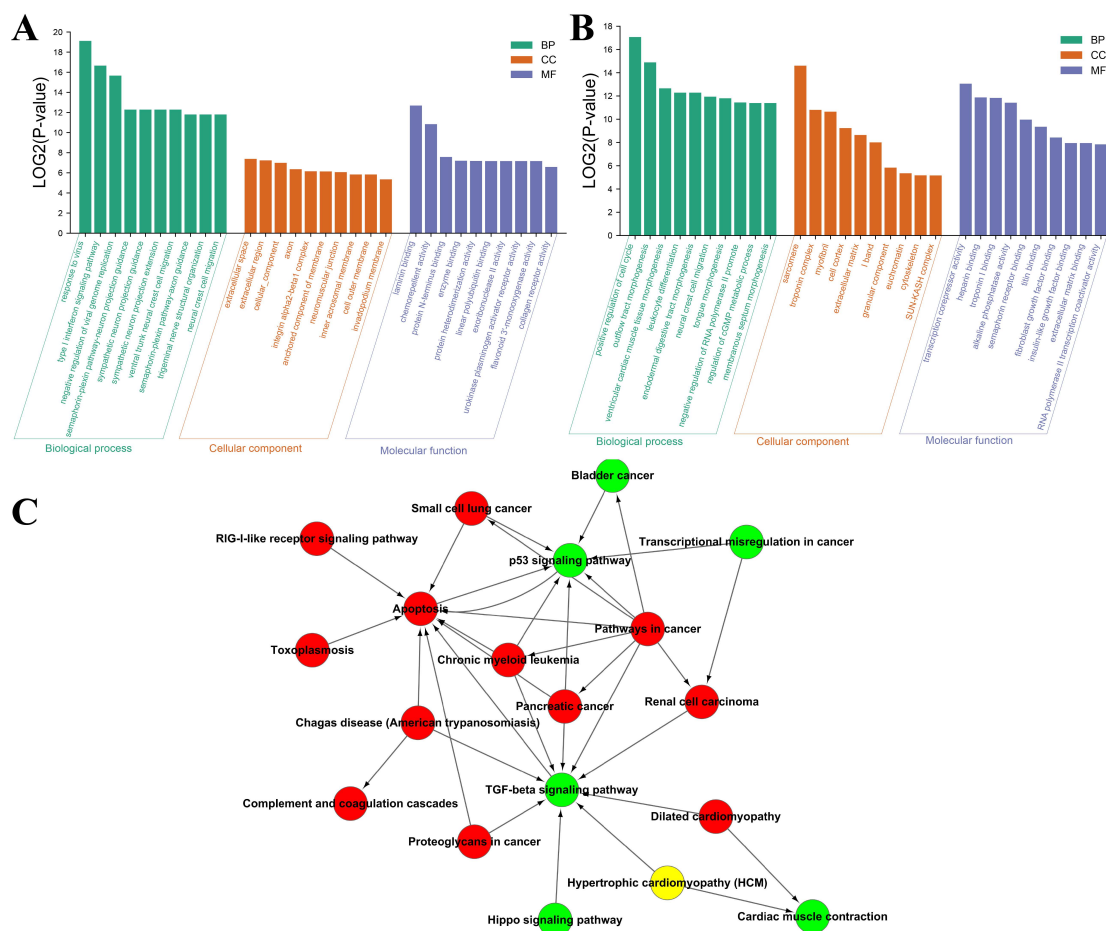 A
LOG2(P-value)
20
18
16
14
12
10
8
6
4
2
0
BP
CC
MF
response to virus
type I interferon signaling pathway
negative regulation of viral genome replication
semaphorin-plexin pathway-neuron projection guidance
sympathetic neuron projection guidance
sympathetic neuron projection extension
ventral trunk neural crest cell migration
semaphorin-plexin pathway-axon guidance
trigeminal nerve structural organization
neural crest cell migration
extracellular space
extracellular region
cellular_component
axon
integrin alpha2-beta1 complex
anchored component of membrane
neuromuscular junction
inner acrosomal membrane
cell outer membrane
invadopodium membrane
laminin binding
chemorepellent activity
protein N-terminus binding
enzyme binding
protein heterodimerization activity
linear polyubiquitin binding
exoribonuclease II activity
urokinase plasminogen activator receptor activity
flavonoid 3'-monooxygenase activity
collagen receptor activity
Biological process
Cellular component
Molecular function
B
LOG2(P-value)
18
16
14
12
10
8
6
4
2
0
BP
CC
MF
positive regulation of cell cycle
outflow tract morphogenesis
ventricular cardiac muscle tissue morphogenesis
leukocyte differentiation
endodermal digestive tract morphogenesis
neural crest cell migration
tongue morphogenesis
negative regulation of RNA polymerase II promote
regulation of cGMP metabolic process
membranous septum morphogenesis
sarcomere
troponin complex
myofibril
cell cortex
extracellular matrix
I band
granular component
euchromatin
cytoskeleton
SUN-KASH complex
transcription corepressor activity
heparin binding
troponin I binding
alkaline phosphatase activity
semaphorin receptor binding
titin binding
fibroblast growth factor binding
insulin-like growth factor binding
extracellular matrix binding
RNA polymerase II transcription coactivator activity
Biological process
Cellular component
Molecular function
C
Bladder cancer
Small cell lung cancer
RIG-I-like receptor signaling pathway
Transcriptional misregulation in cancer
p53 signaling pathway
Apoptosis
Pathways in cancer
Toxoplasmosis
Chronic myeloid leukemia
Pancreatic cancer
Renal cell carcinoma
Chagas disease (American trypanosomiasis)
TGF-beta signaling pathway
Complement and coagulation cascades
Dilated cardiomyopathy
Proteoglycans in cancer
Hypertrophic cardiomyopathy (HCM)
Hippo signaling pathway
Cardiac muscle contraction